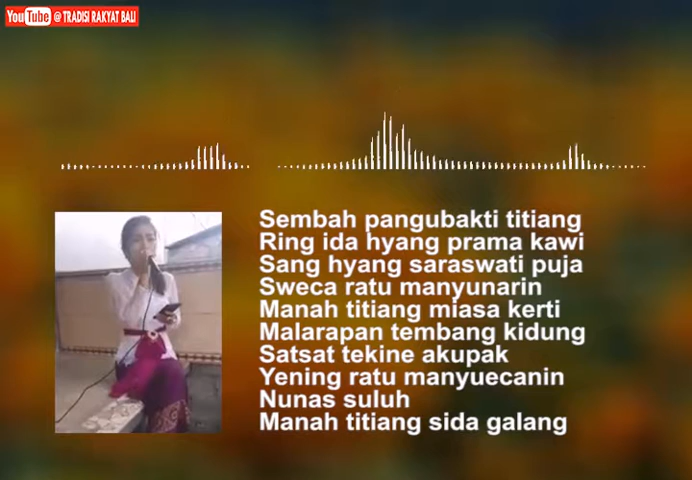 YouTube @ TRADISI RAKYAT BALI
Sembah pangubakti titiang
Ring ida hyang prama kawi
Sang hyang saraswati puja
Sweca ratu manyunarin
Manah titiang miasa kerti
Malarapan tembang kidung
Satsat tekine akupak
Yening ratu manyuecanin
Nunas suluh
Manah titiang sida galang